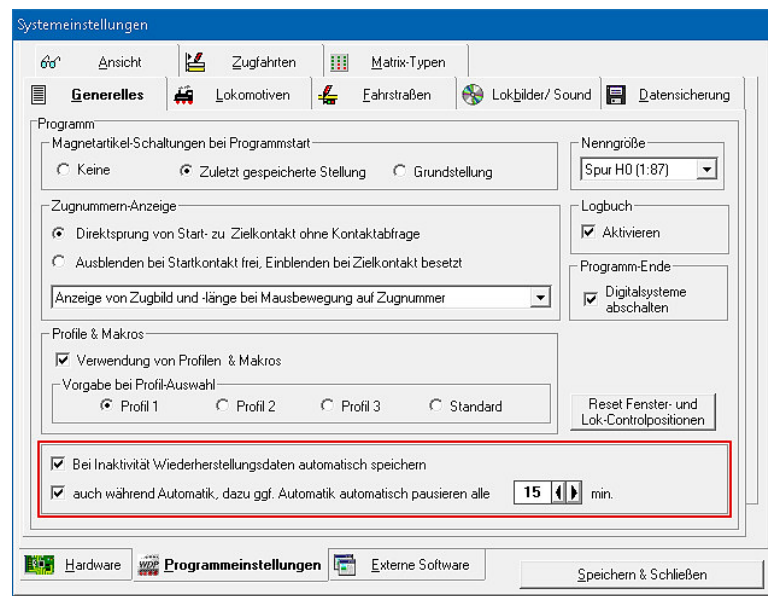 Systemeinstellungen
Ansicht Zugfahrten Matrix-Typen
Generelles Lokomotiven Fahrstraßen Lokbilder/ Sound Datensicherung
Programm
Magnetartikel-Schaltungen bei Programmstart
Keine Zuletzt gespeicherte Stellung Grundstellung
Nenngröße
Spur H0 (1:87)
Zugnummern-Anzeige
Direktsprung von Start- zu Zielkontakt ohne Kontaktabfrage
Ausblenden bei Startkontakt frei, Einblenden bei Zielkontakt besetzt
Anzeige von Zugbild und -länge bei Mausbewegung auf Zugnummer
Logbuch
Aktivieren
Programm-Ende
Digitalsysteme
abschalten
Profile & Makros
Verwendung von Profilen & Makros
Vorgabe bei Profil-Auswahl
Profil 1 Profil 2 Profil 3 Standard
Reset Fenster- und
Lok-Controlpositionen
Bei Inaktivität Wiederherstellungsdaten automatisch speichern
auch während Automatik, dazu ggf. Automatik automatisch pausieren alle 15 min.
Hardware WDP Programmeinstellungen Externe Software
Speichern & Schließen